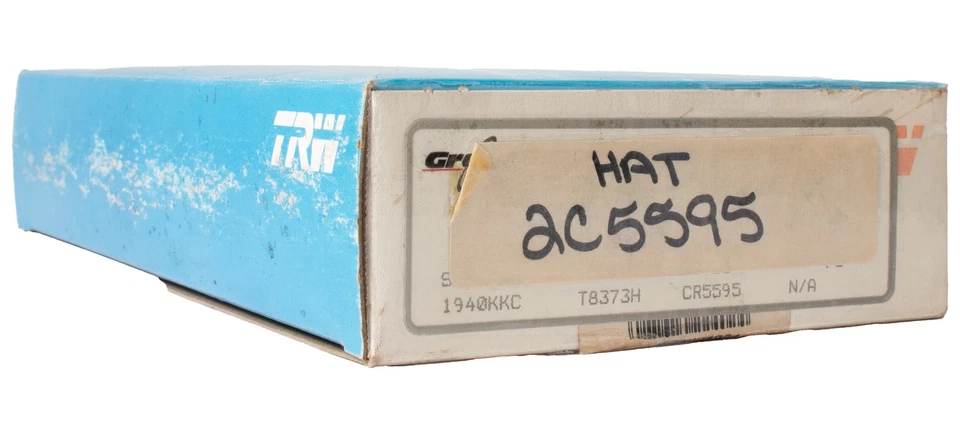 TRW
HAT
2C5595
1940KKC T8373H CR5595 N/A